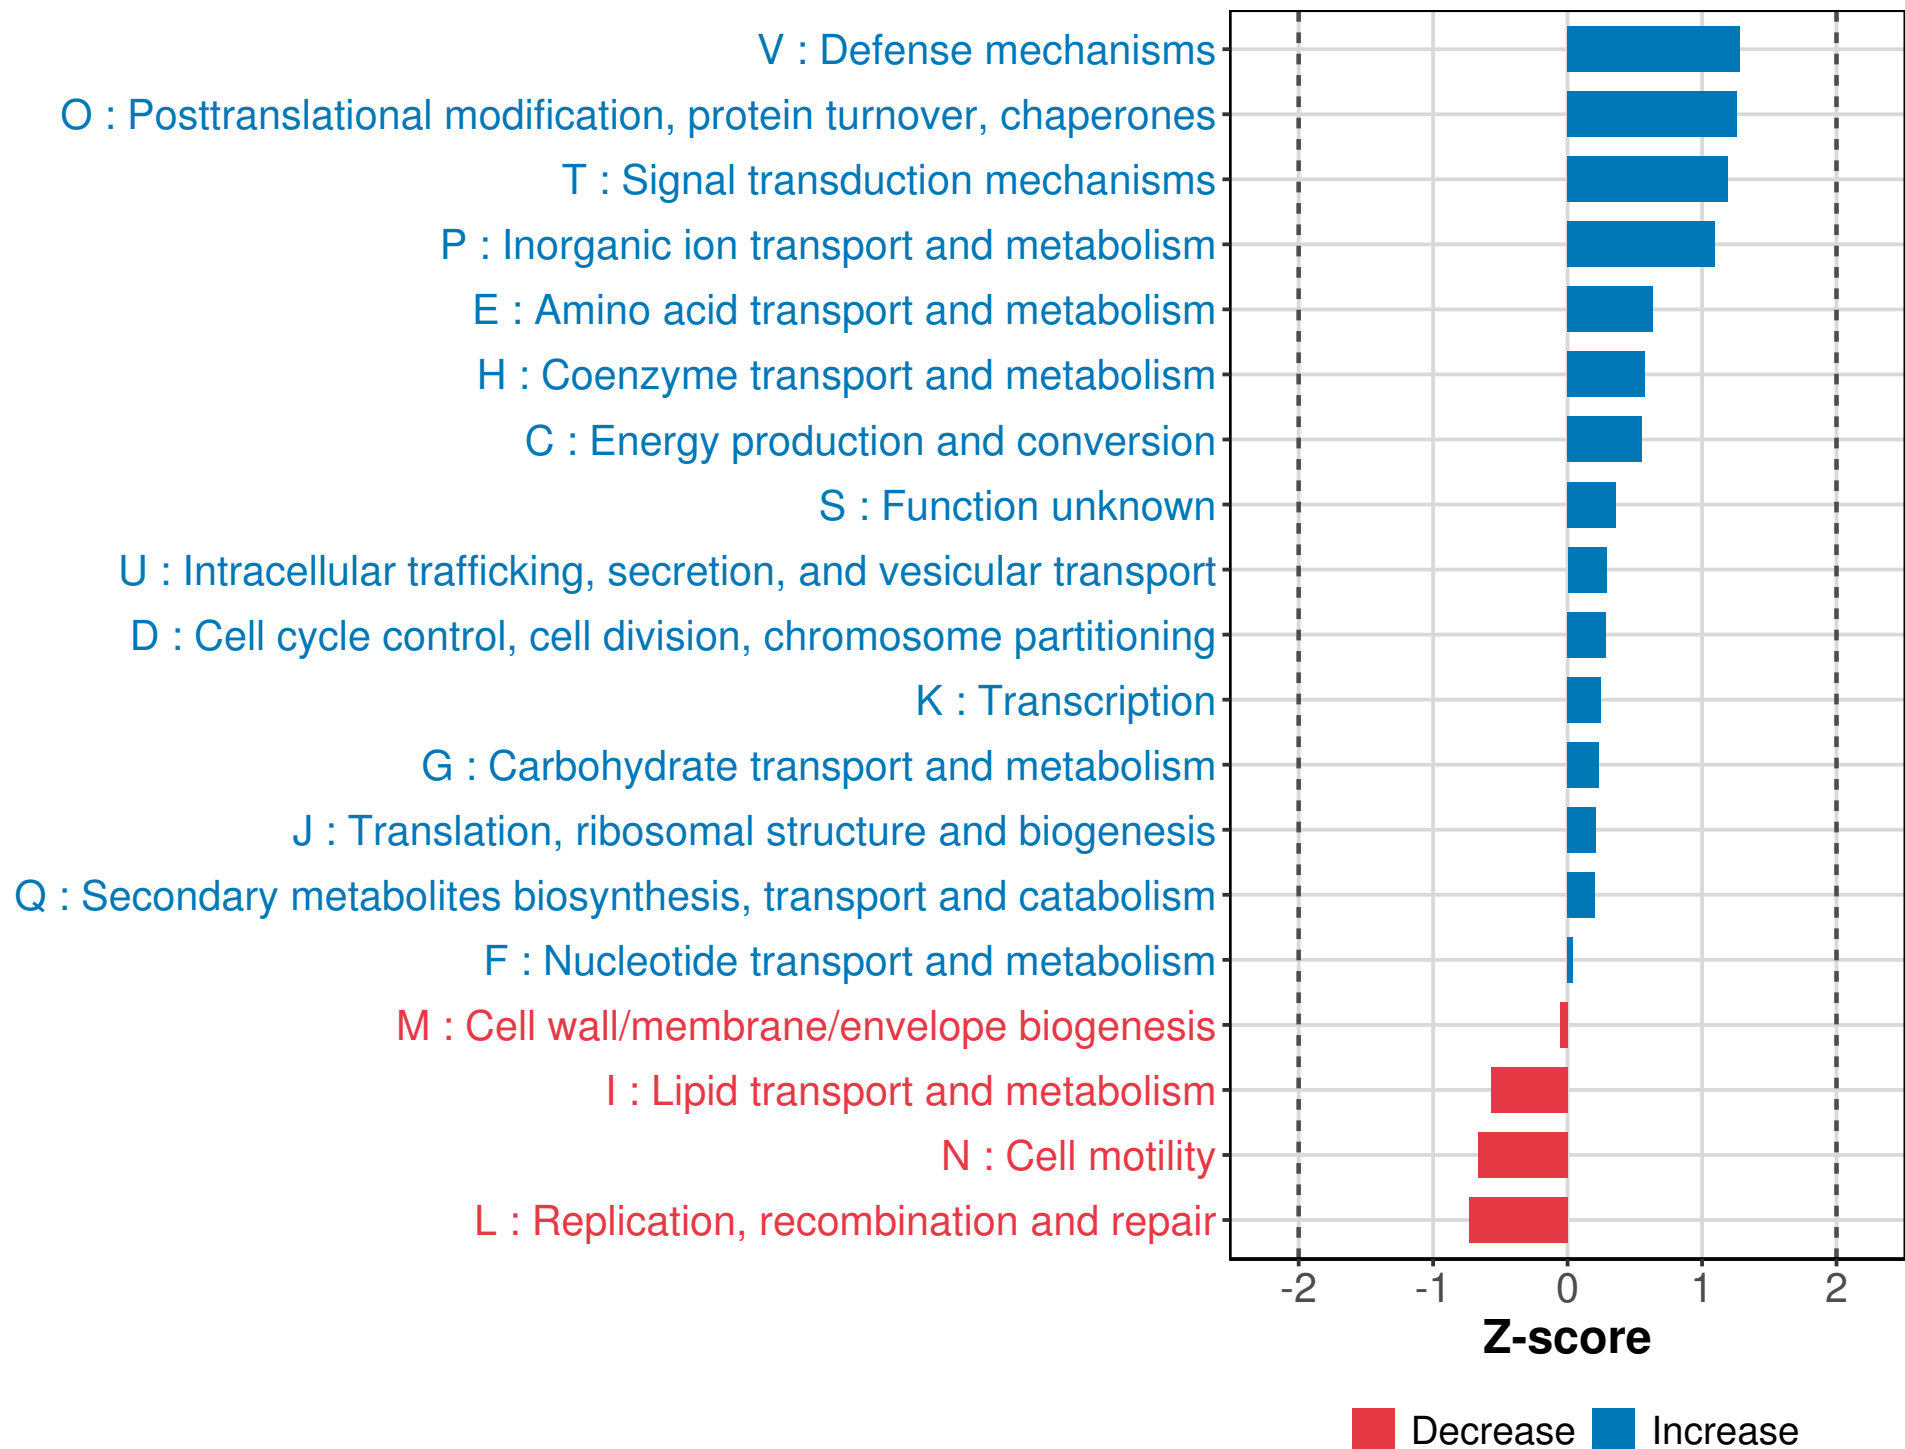 V : Defense mechanisms
O : Posttranslational modification, protein turnover, chaperones
T : Signal transduction mechanisms
P : Inorganic ion transport and metabolism
E : Amino acid transport and metabolism
H : Coenzyme transport and metabolism
C : Energy production and conversion
S : Function unknown
U : Intracellular trafficking, secretion, and vesicular transport
D : Cell cycle control, cell division, chromosome partitioning
K : Transcription
G : Carbohydrate transport and metabolism
J : Translation, ribosomal structure and biogenesis
Q : Secondary metabolites biosynthesis, transport and catabolism
F : Nucleotide transport and metabolism
M : Cell wall/membrane/envelope biogenesis
I : Lipid transport and metabolism
N : Cell motility
L : Replication, recombination and repair
-2 -1 0 1 2
Z-score
Decrease Increase